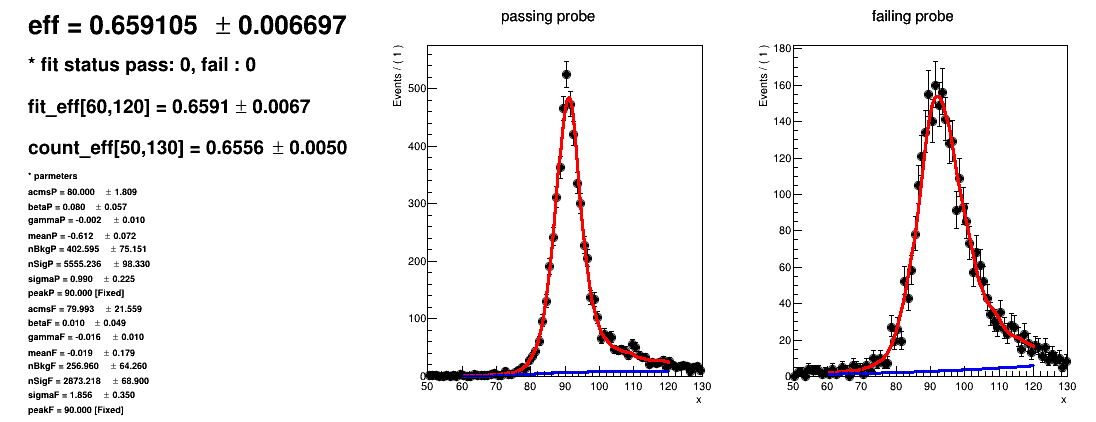 eff = 0.659105 ± 0.006697
* fit status pass: 0, fail : 0
fit_eff[60,120] = 0.6591 ± 0.0067
count_eff[50,130] = 0.6556 ± 0.0050
* parmeters
acmsP = 80.000 ± 1.809
betaP = 0.080 ± 0.057
gammaP = -0.002 ± 0.010
meanP = -0.612 ± 0.072
nBkgP = 402.595 ± 75.151
nSigP = 5555.236 ± 98.330
sigmaP = 0.990 ± 0.225
peakP = 90.000 [Fixed]
acmsF = 79.993 ± 21.559
betaF = 0.010 ± 0.049
gammaF = -0.016 ± 0.010
meanF = -0.019 ± 0.179
nBkgF = 256.960 ± 64.260
nSigF = 2873.218 ± 68.900
sigmaF = 1.856 ± 0.350
peakF = 90.000 [Fixed]
passing probe
Events / ( 1 )
500
400
300
200
100
0
50 60 70 80 90 100 110 120 130
x
failing probe
Events / ( 1 )
180
160
140
120
100
80
60
40
20
0
50 60 70 80 90 100 110 120 130
x